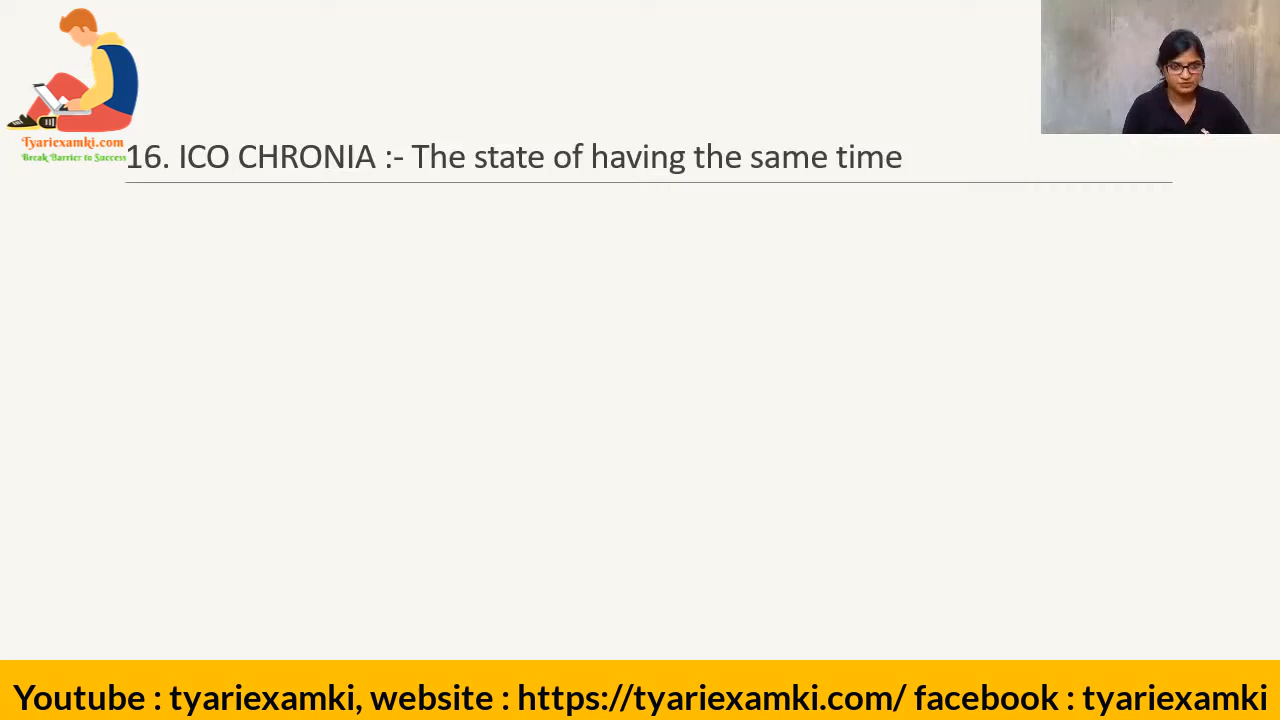 Tyariexamki.com
Break Barrier to Success
16. ICO CHRONIA :- The state of having the same time
Youtube : tyariexamki, website : https://tyariexamki.com/ facebook : tyariexamki